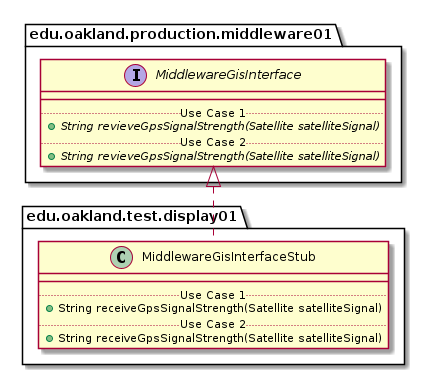 edu.oakland.production.middleware01
I MiddlewareGisInterface
Use Case 1
String revieveGpsSignalStrength(Satellite satelliteSignal)
Use Case 2
String revieveGpsSignalStrength(Satellite satelliteSignal)
edu.oakland.test.display01
C MiddlewareGisInterfaceStub
Use Case 1
String receiveGpsSignalStrength(Satellite satelliteSignal)
Use Case 2
String receiveGpsSignalStrength(Satellite satelliteSignal)